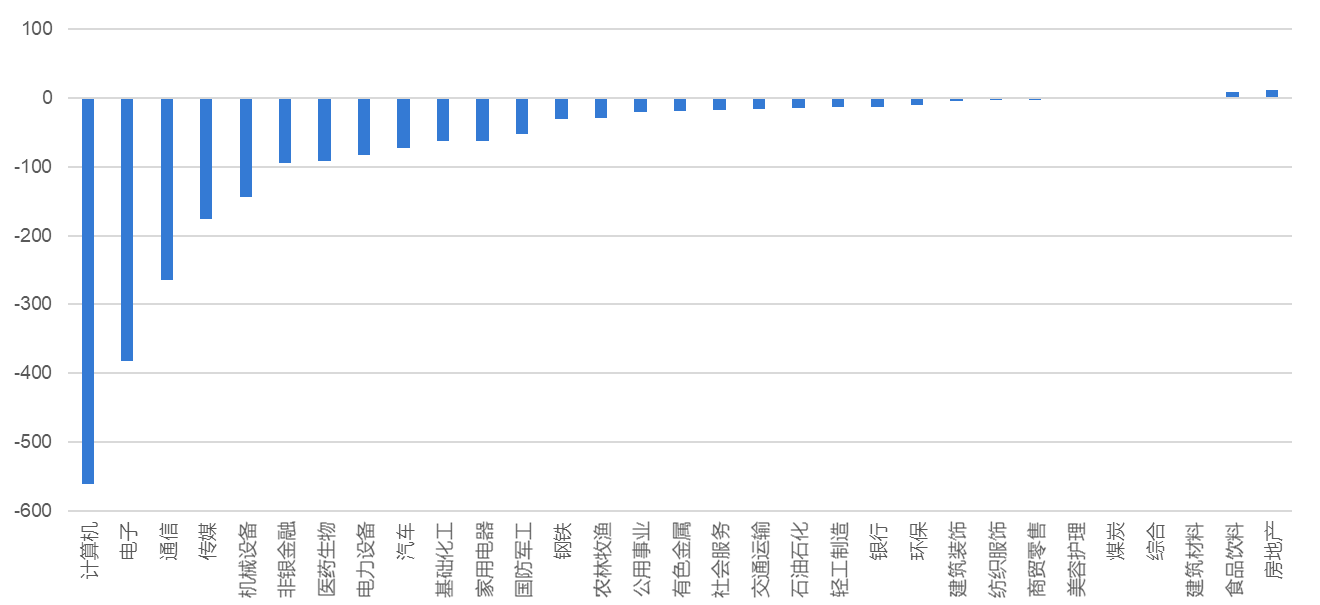 100
0
-100
-200
-300
-400
-500
-600
计算机
电子
通信
传媒
机械设备
非银金融
医药生物
电力设备
汽车
基础化工
家用电器
国防军工
钢铁
农林牧渔
公用事业
有色金属
社会服务
交通运输
石油石化
轻工制造
银行
环保
建筑装饰
纺织服饰
商贸零售
美容护理
煤炭
综合
建筑材料
食品饮料
房地产